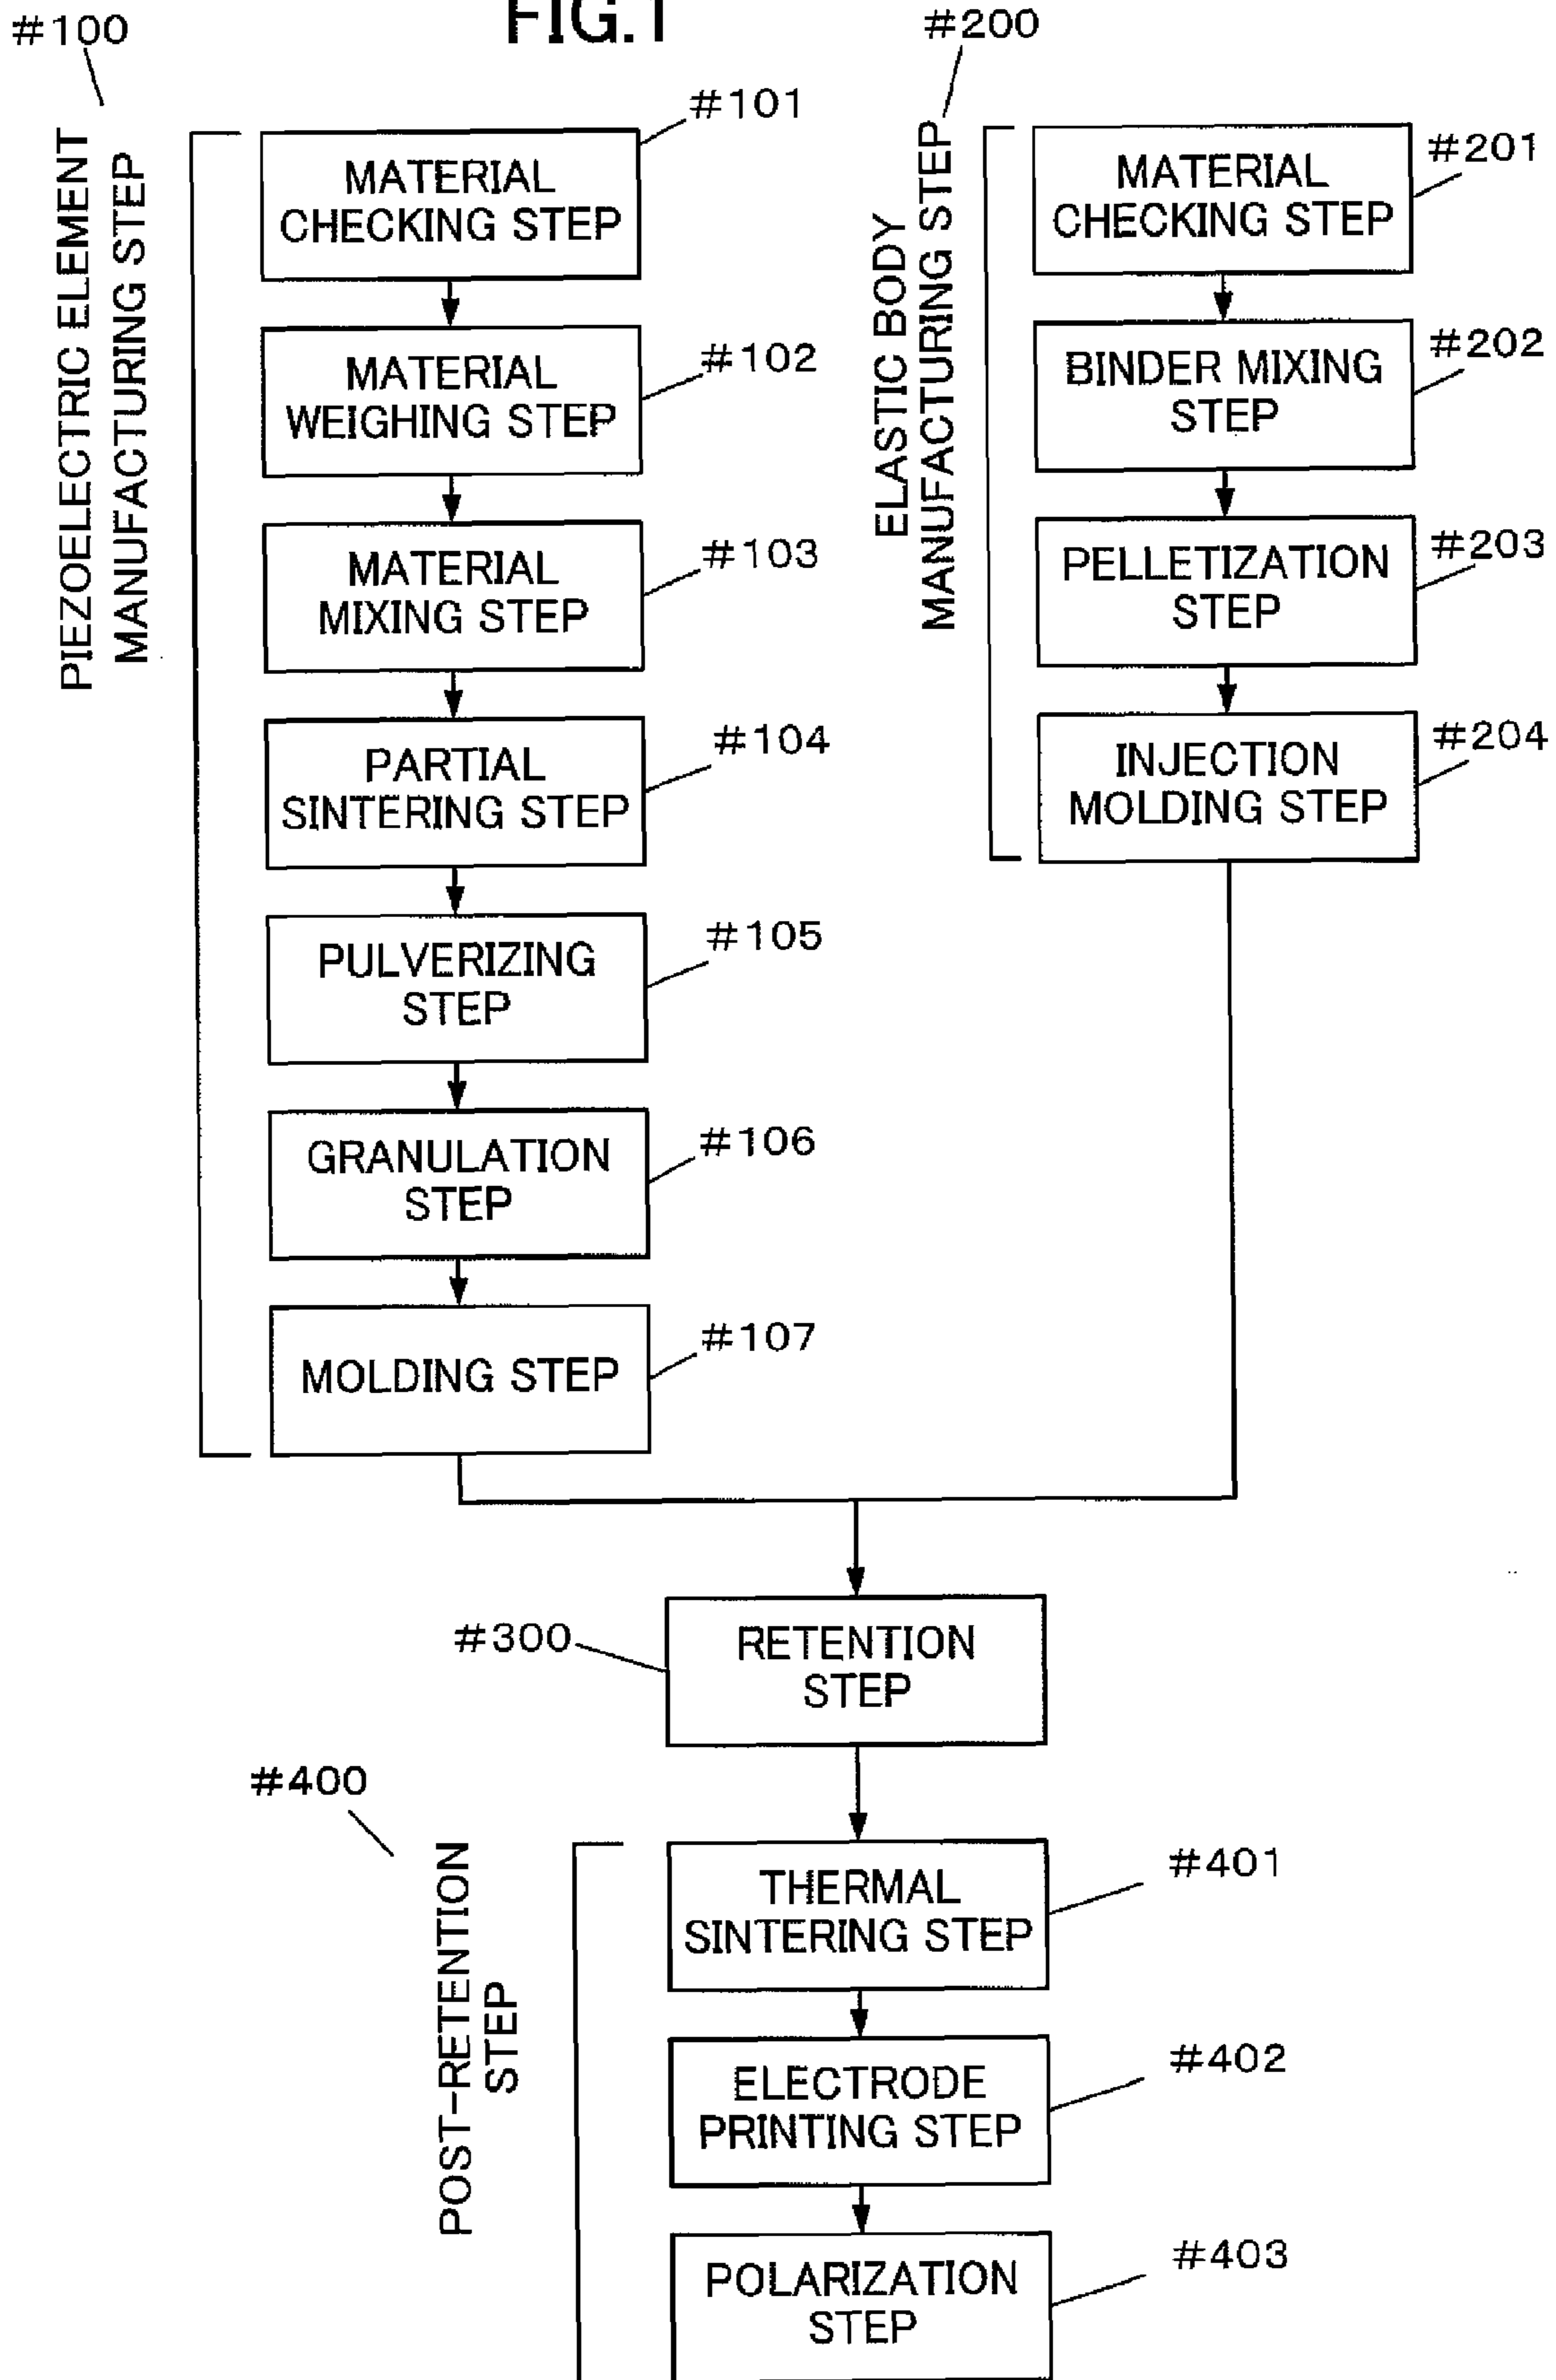 FIG.1
#100
PIEZOELECTRIC ELEMENT
MANUFACTURING STEP
#101
MATERIAL
CHECKING STEP
#102
MATERIAL
WEIGHING STEP
#103
MATERIAL
MIXING STEP
#104
PARTIAL
SINTERING STEP
#105
PULVERIZING
STEP
#106
GRANULATION
STEP
#107
MOLDING STEP
#200
ELASTIC BODY
MANUFACTURING STEP
#201
MATERIAL
CHECKING STEP
#202
BINDER MIXING
STEP
#203
PELLETIZATION
STEP
#204
INJECTION
MOLDING STEP
#300
RETENTION
STEP
#400
POST-RETENTION
STEP
#401
THERMAL
SINTERING STEP
#402
ELECTRODE
PRINTING STEP
#403
POLARIZATION
STEP